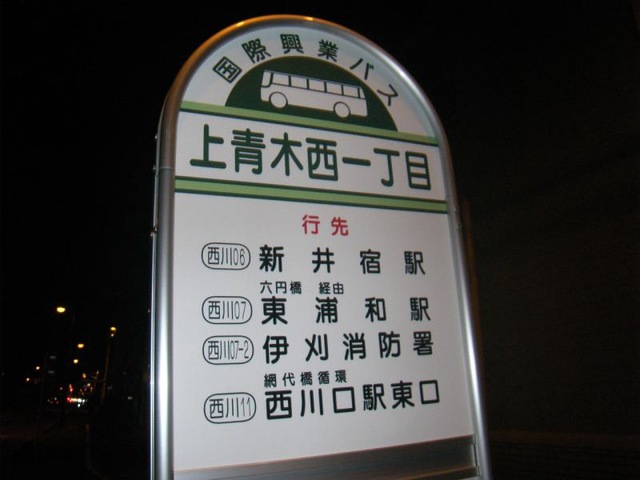 国際興業バス
上青木西一丁目
行先
西川06 新井宿駅
六円橋 経由
西川07 東浦和駅
西川07-2 伊刈消防署
網代橋循環
西川11 西川口駅東口